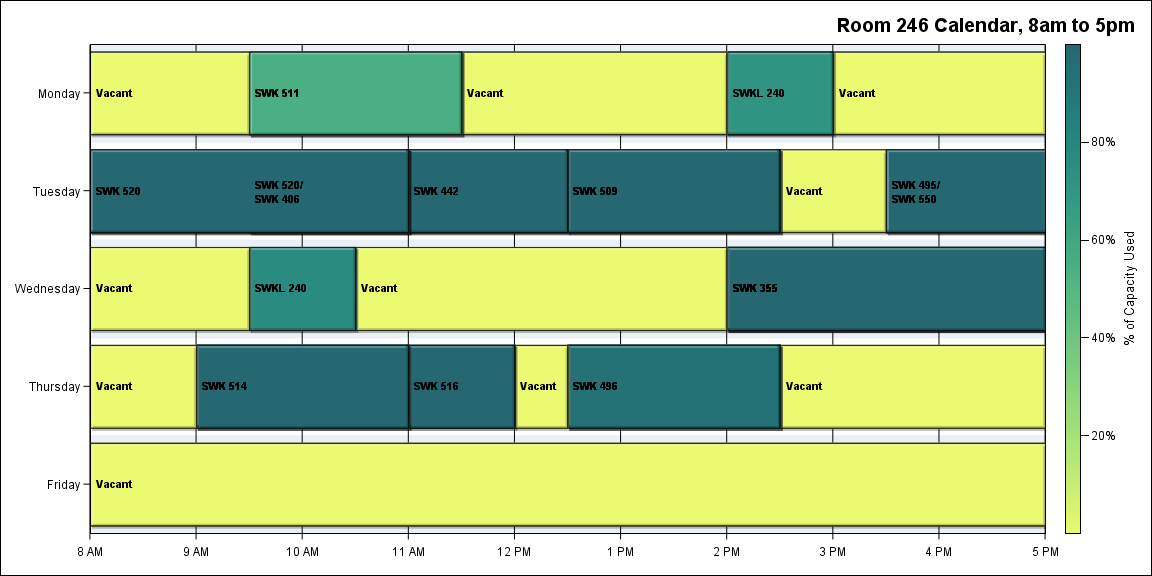 Room 246 Calendar, 8am to 5pm
Monday
Vacant
SWK 511
Vacant
SWKL 240
Vacant
Tuesday
SWK 520
SWK 520/
SWK 406
SWK 442
SWK 509
Vacant
SWK 495/
SWK 550
Wednesday
Vacant
SWKL 240
Vacant
SWK 355
Thursday
Vacant
SWK 514
SWK 516
Vacant
SWK 496
Vacant
Friday
Vacant
8 AM
9 AM
10 AM
11 AM
12 PM
1 PM
2 PM
3 PM
4 PM
5 PM
80%
60%
40%
20%
% of Capacity Used